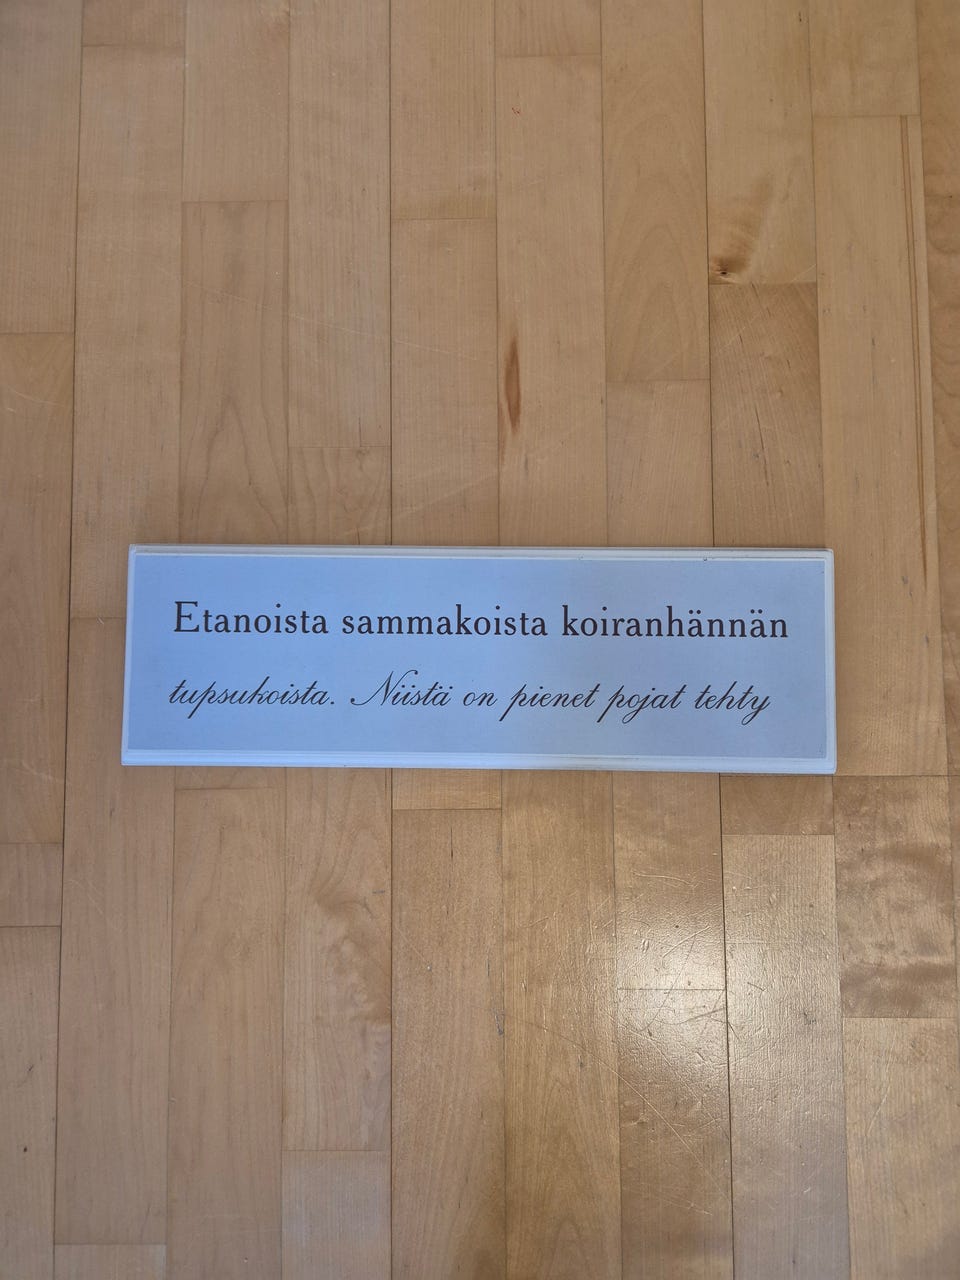 Etanoista sammakoista koiranhännän
tupsukoista. Niistä on pienet pojat tehty